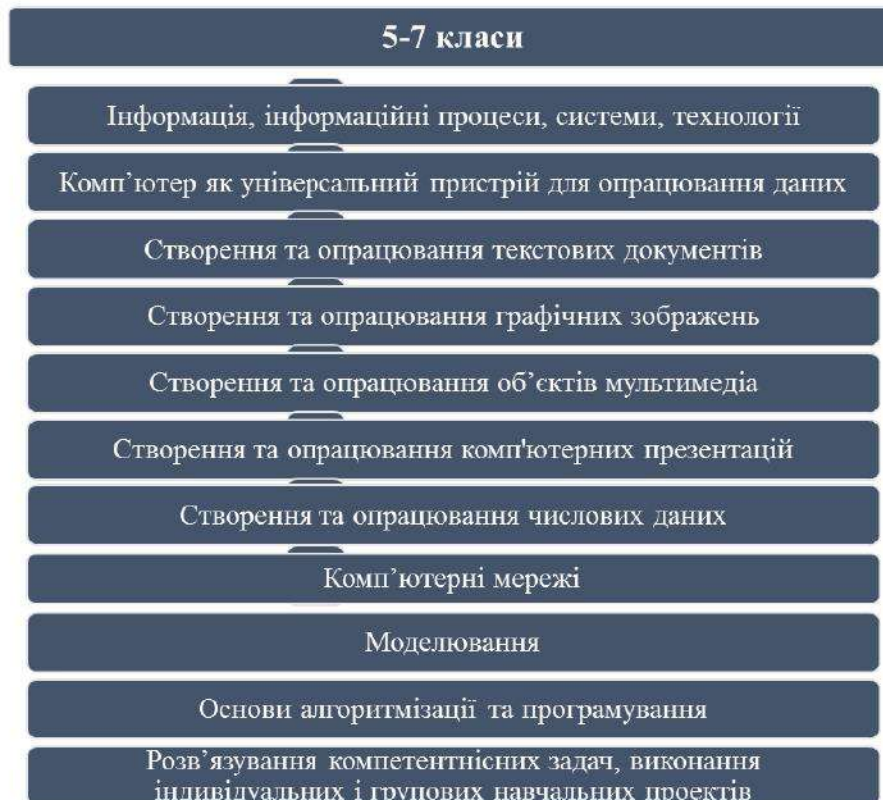 5-7 класи
Інформація, інформаційні процеси, системи, технології
Комп’ютер як універсальний пристрій для опрацювання даних
Створення та опрацювання текстових документів
Створення та опрацювання графічних зображень
Створення та опрацювання об’єктів мультимедіа
Створення та опрацювання комп'ютерних презентацій
Створення та опрацювання числових даних
Комп’ютерні мережі
Моделювання
Основи алгоритмізації та програмування
Розв’язування компетентнісних задач, виконання
індивідуальних і групових навчальних проектів